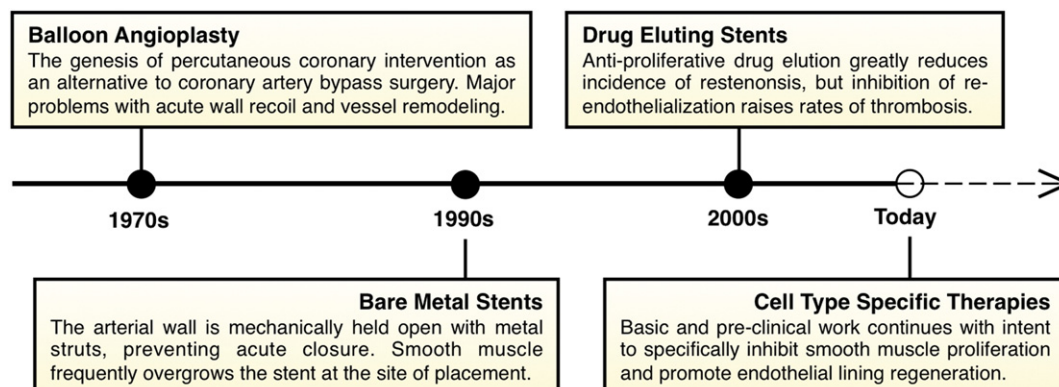 Balloon Angioplasty
The genesis of percutaneous coronary intervention as
an alternative to coronary artery bypass surgery. Major
problems with acute wall recoil and vessel remodeling.
Drug Eluting Stents
Anti-proliferative drug elution greatly reduces
incidence of restenonsis, but inhibition of re-
endothelialization raises rates of thrombosis.
1970s
1990s
2000s
Today
Bare Metal Stents
The arterial wall is mechanically held open with metal
struts, preventing acute closure. Smooth muscle
frequently overgrows the stent at the site of placement.
Cell Type Specific Therapies
Basic and pre-clinical work continues with intent
to specifically inhibit smooth muscle proliferation
and promote endothelial lining regeneration.